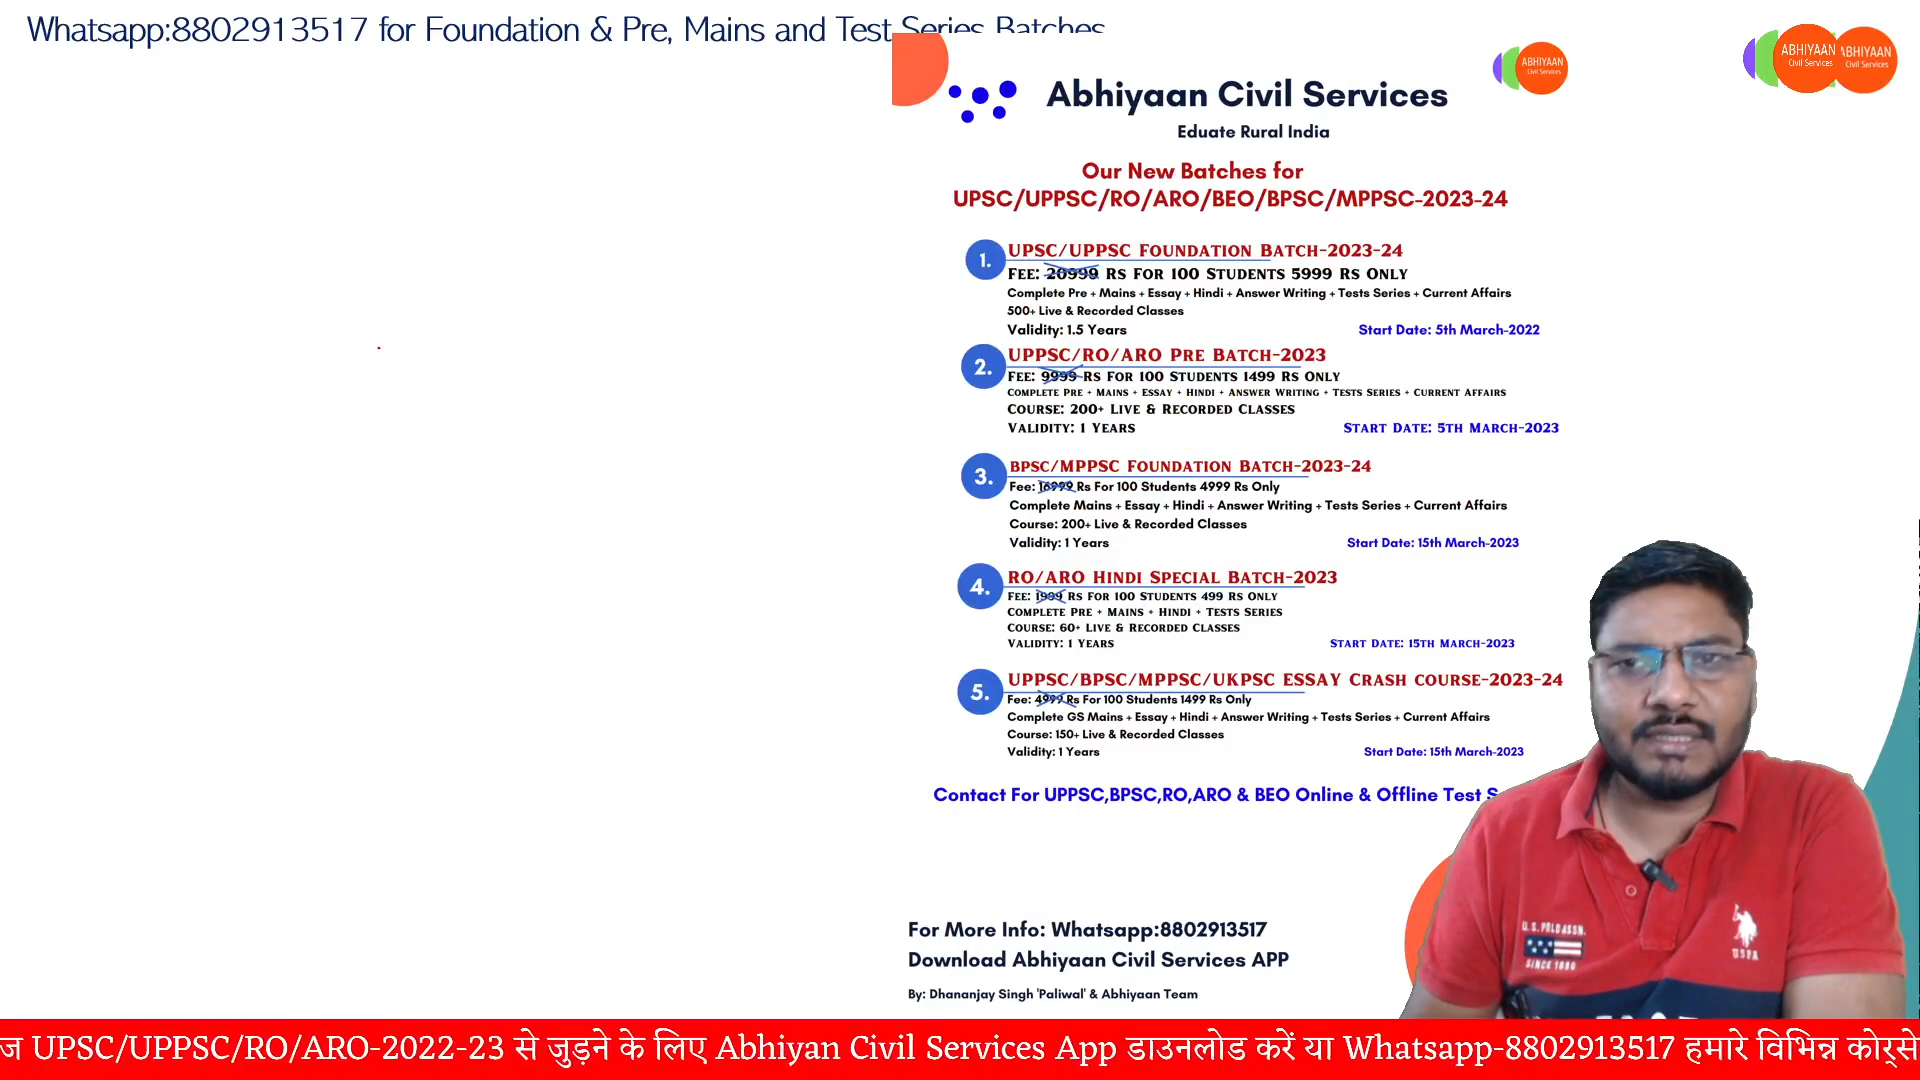 Whatsapp:8802913517 for Foundation & Pre, Mains and Test Series Batches
ABHIYAAN
Civil Services
ABHIYAAN
Civil Services
ABHIYAAN
Civil Services
Abhiyaan Civil Services
Eduate Rural India
Our New Batches for
UPSC/UPPSC/RO/ARO/BEO/BPSC/MPPSC-2023-24
1.
UPSC/UPPSC Foundation Batch-2023-24
Fee: 20999 Rs For 100 Students 5999 Rs Only
Complete Pre + Mains + Essay + Hindi + Answer Writing + Tests Series + Current Affairs
500+ Live & Recorded Classes
Validity: 1.5 Years
Start Date: 5th March-2022
2.
UPPSC/RO/ARO Pre Batch-2023
Fee: 9999 Rs For 100 Students 1499 Rs Only
Complete Pre + Mains + Essay + Hindi + Answer Writing + Tests Series + Current Affairs
Course: 200+ Live & Recorded Classes
Validity: 1 Years
Start Date: 5th March-2023
3.
BPSC/MPPSC Foundation Batch-2023-24
Fee: 16999 Rs For 100 Students 4999 Rs Only
Complete Mains + Essay + Hindi + Answer Writing + Tests Series + Current Affairs
Course: 200+ Live & Recorded Classes
Validity: 1 Years
Start Date: 15th March-2023
4.
RO/ARO Hindi Special Batch-2023
Fee: 1999 Rs For 100 Students 499 Rs Only
Complete Pre + Mains + Hindi + Tests Series
Course: 60+ Live & Recorded Classes
Validity: 1 Years
Start Date: 15th March-2023
5.
UPPSC/BPSC/MPPSC/UKPSC ESSAY Crash course-2023-24
Fee: 4999 Rs For 100 Students 1499 Rs Only
Complete GS Mains + Essay + Hindi + Answer Writing + Tests Series + Current Affairs
Course: 150+ Live & Recorded Classes
Validity: 1 Years
Start Date: 15th March-2023
Contact For UPPSC,BPSC,RO,ARO & BEO Online & Offline Test S
For More Info: Whatsapp:8802913517
Download Abhiyaan Civil Services APP
By: Dhananjay Singh 'Paliwal' & Abhiyaan Team
U.S. POLO ASSN.
SINCE 1890
USPA
ज UPSC/UPPSC/RO/ARO-2022-23 से जुड़ने के लिए Abhiyan Civil Services App डाउनलोड करें या Whatsapp-8802913517 हमारे विभिन्न कोर्से